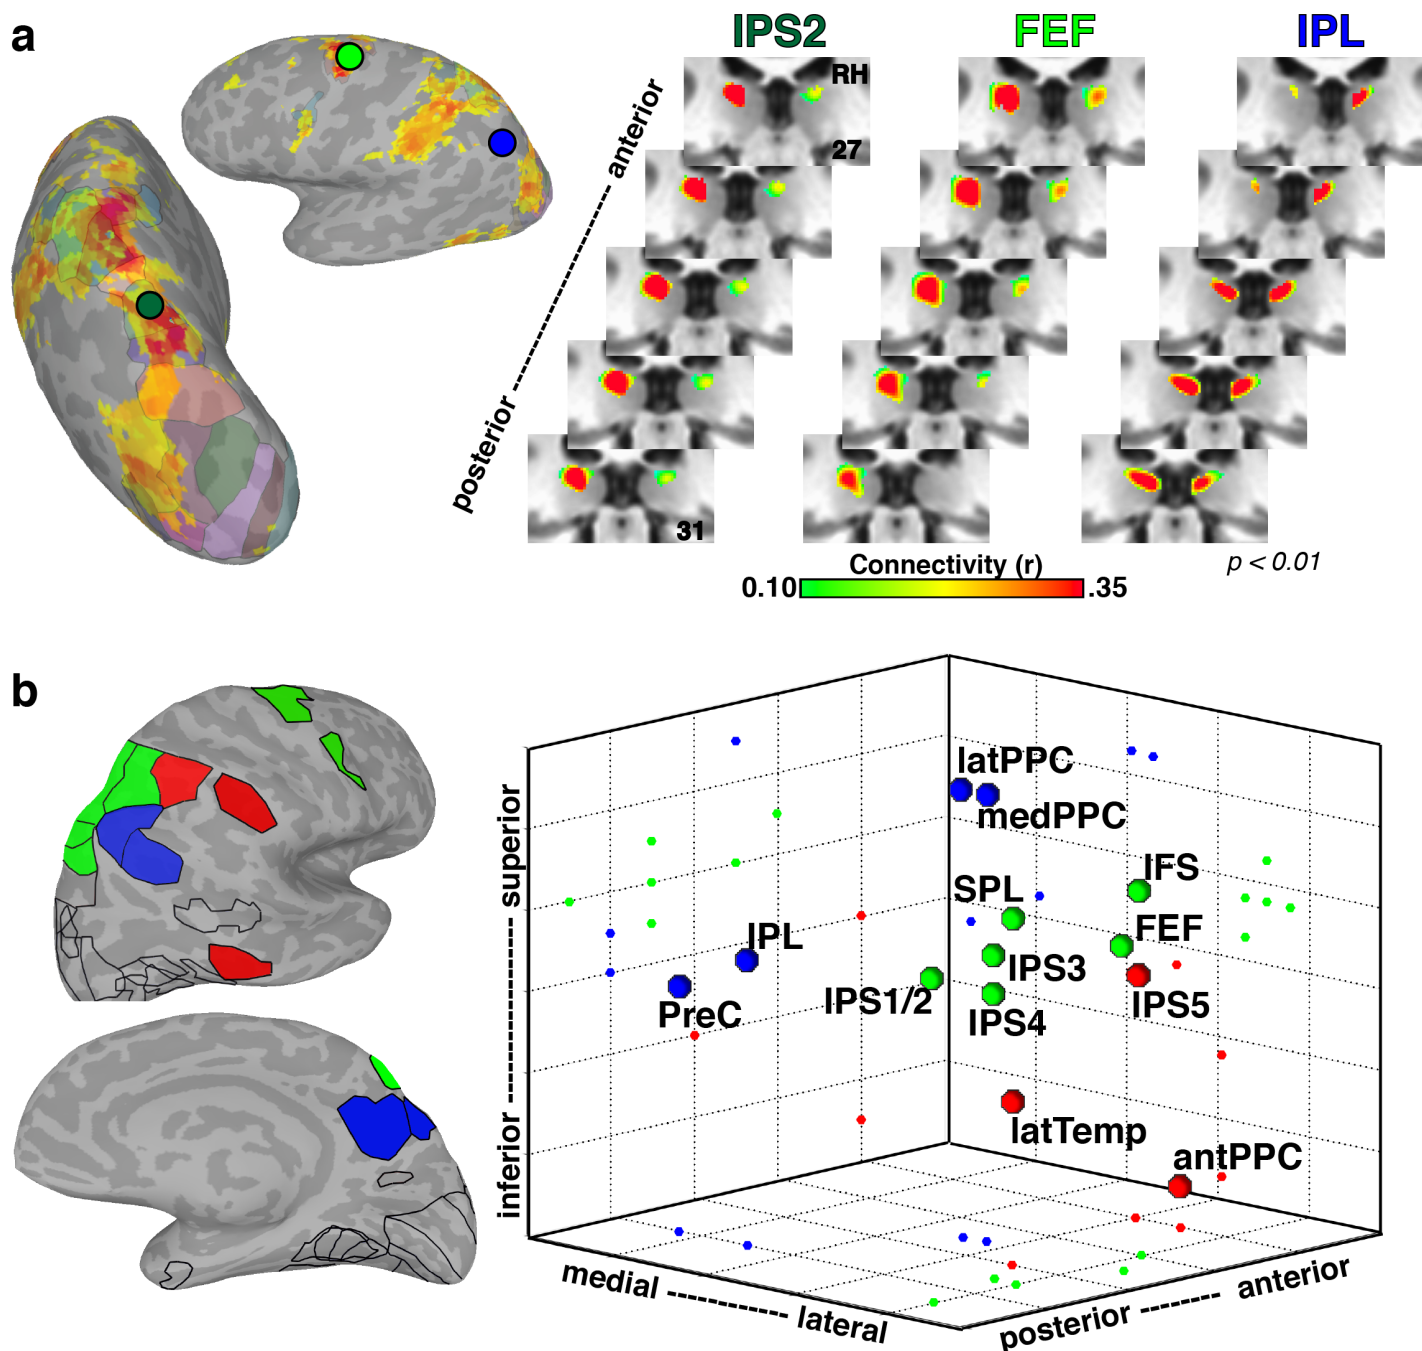 a
IPS2
FEF
IPL
RH
27
posterior -------------- anterior
31
Connectivity (r)
0.10
.35
p < 0.01
b
inferior ---------------- superior
latPPC
medPPC
IFS
SPL
FEF
IPL
IPS3
IPS1/2
IPS5
PreC
IPS4
latTemp
antPPC
medial --------- lateral
posterior ------ anterior